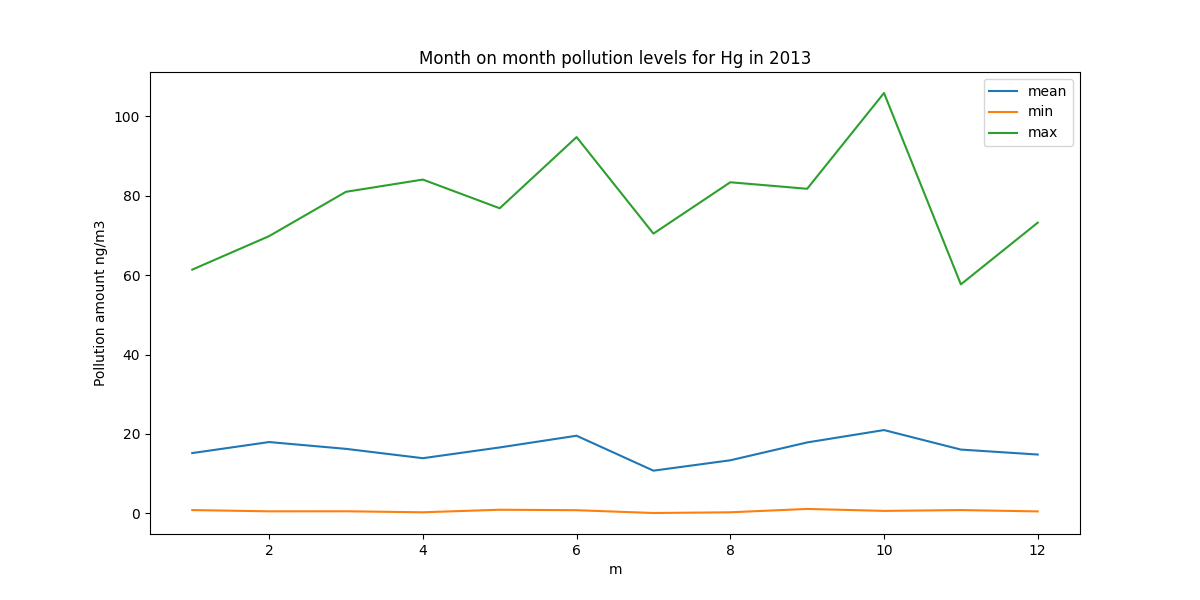 Month on month pollution levels for Hg in 2013
mean
min
max
Pollution amount ng/m3
100
80
60
40
20
0
2 4 6 8 10 12
m